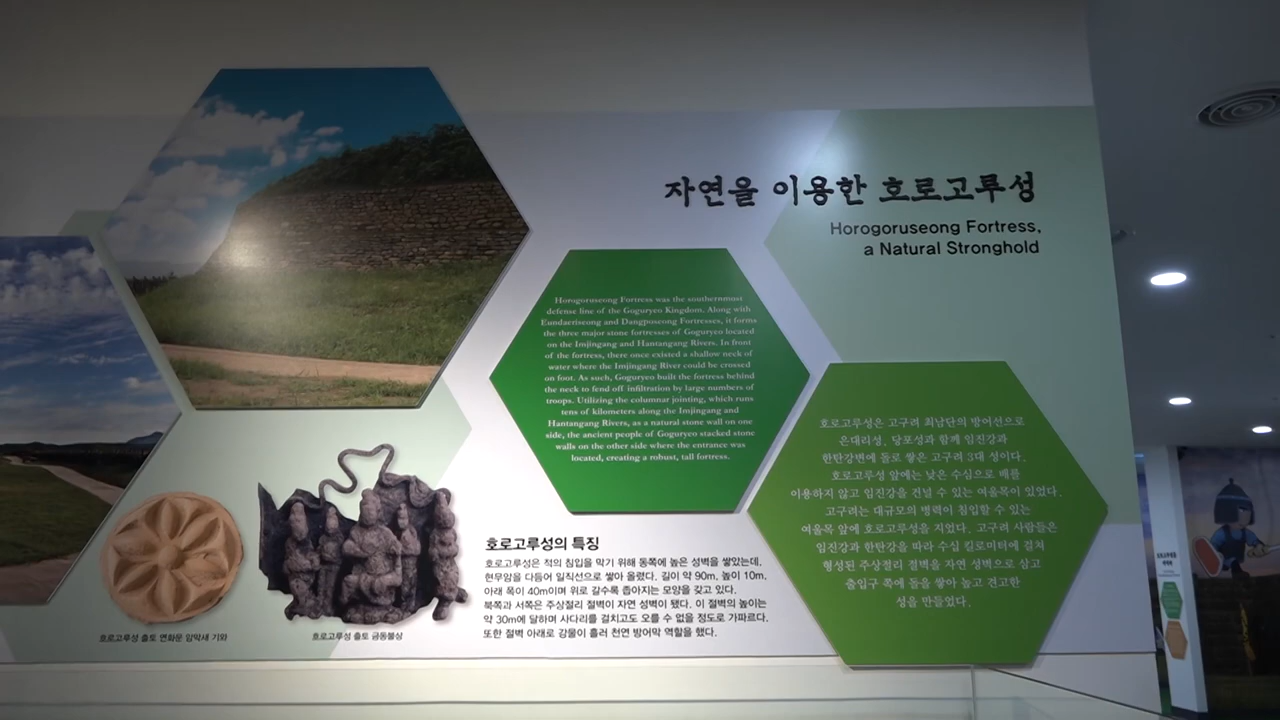 자연을 이용한 호로고루성
Horogoruseong Fortress,
a Natural Stronghold
Horogoruseong Fortress was the southernmost
defense line of the Goguryeo Kingdom. Along with
Eundaeriseong and Dangposeong Fortresses, it forms
the three major stone fortresses of Goguryeo located
on the Imjingang and Hantangang Rivers. In front
of the fortress, there once existed a shallow neck of
water where the Imjingang River could be crossed
on foot. As such, Goguryeo built the fortress behind
the neck to fend off infiltration by large numbers of
troops. Utilizing the columnar jointing, which runs
tens of kilometers along the Imjingang and
Hantangang Rivers, as a natural stone wall on one
side, the ancient people of Goguryeo stacked stone
walls on the other side where the entrance was
located, creating a robust, tall fortress.
호로고루성은 고구려 최남단의 방어선으로
은대리성, 당포성과 함께 임진강과
한탄강변에 돌로 쌓은 고구려 3대 성이다.
호로고루성 앞에는 낮은 수심으로 배를
이용하지 않고 임진강을 건널 수 있는 여울목이 있었다.
고구려는 대규모의 병력이 침입할 수 있는
여울목 앞에 호로고루성을 지었다. 고구려 사람들은
임진강과 한탄강을 따라 수십 킬로미터에 걸쳐
형성된 주상절리 절벽을 자연 성벽으로 삼고
출입구 쪽에 돌을 쌓아 높고 견고한
성을 만들었다.
호로고루성의 특징
호로고루성은 적의 침입을 막기 위해 동쪽에 높은 성벽을 쌓았는데,
현무암을 다듬어 일직선으로 쌓아 올렸다. 길이 약 90m, 높이 10m,
아래 폭이 40m이며 위로 갈수록 좁아지는 모양을 갖고 있다.
북쪽과 서쪽은 주상절리 절벽이 자연 성벽이 됐다. 이 절벽의 높이는
약 30m에 달하며 사다리를 걸치고도 오를 수 없을 정도로 가파르다.
또한 절벽 아래로 강물이 흘러 천연 방어막 역할을 했다.
호로고루성 출토 연화문 암막새 기와
호로고루성 출토 금동불상